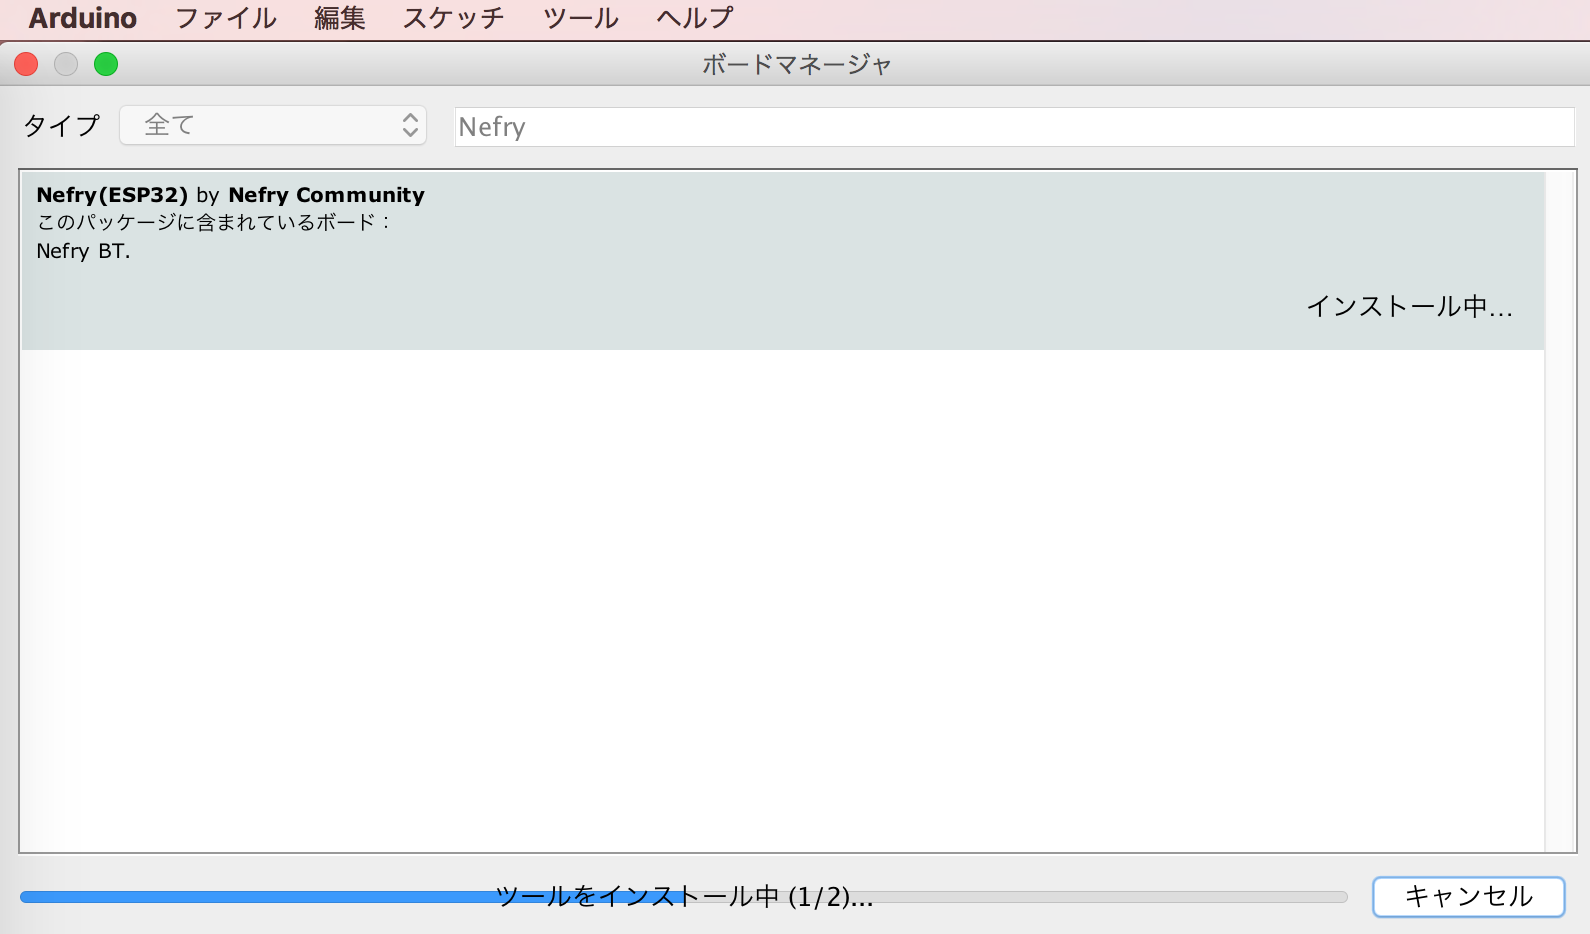 Arduino ファイル 編集 スケッチ ツール ヘルプ
ボードマネージャ
タイプ 全て Nefry
Nefry(ESP32) by Nefry Community
このパッケージに含まれているボード：
Nefry BT.
インストール中...
ツールをインストール中 (1/2)... キャンセル